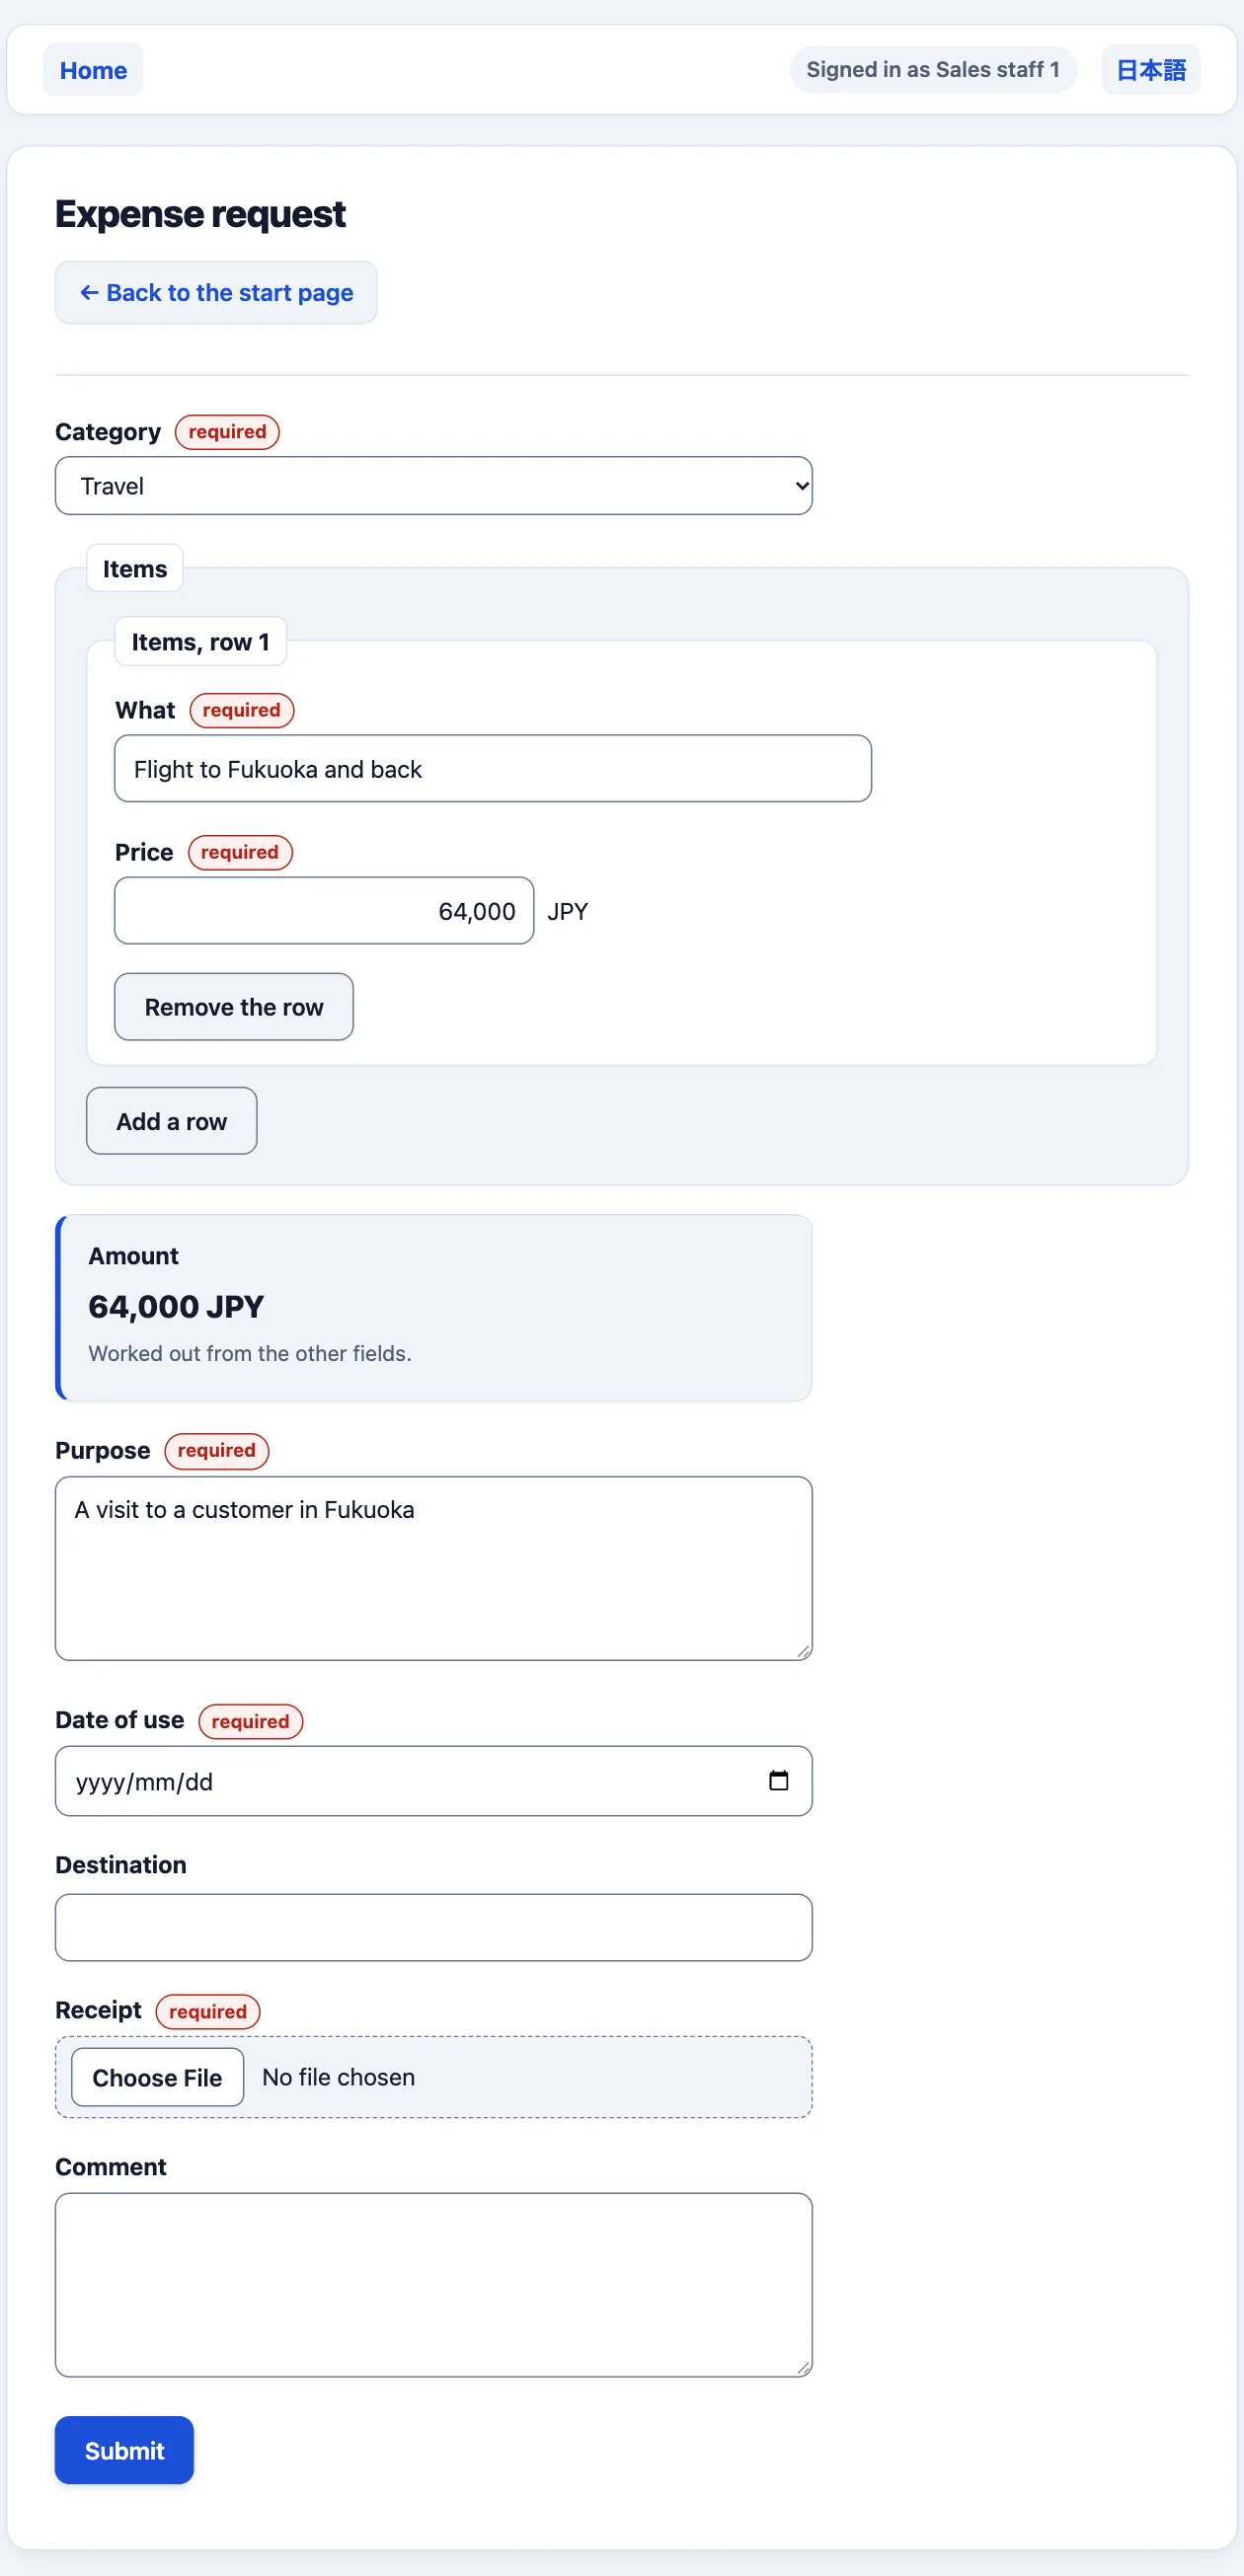 Home
Signed in as Sales staff 1
日本語
Expense request
← Back to the start page
Category required
Travel
Items
Items, row 1
What required
Flight to Fukuoka and back
Price required
64,000 JPY
Remove the row
Add a row
Amount
64,000 JPY
Worked out from the other fields.
Purpose required
A visit to a customer in Fukuoka
Date of use required
yyyy/mm/dd
Destination
Receipt required
Choose File No file chosen
Comment
Submit